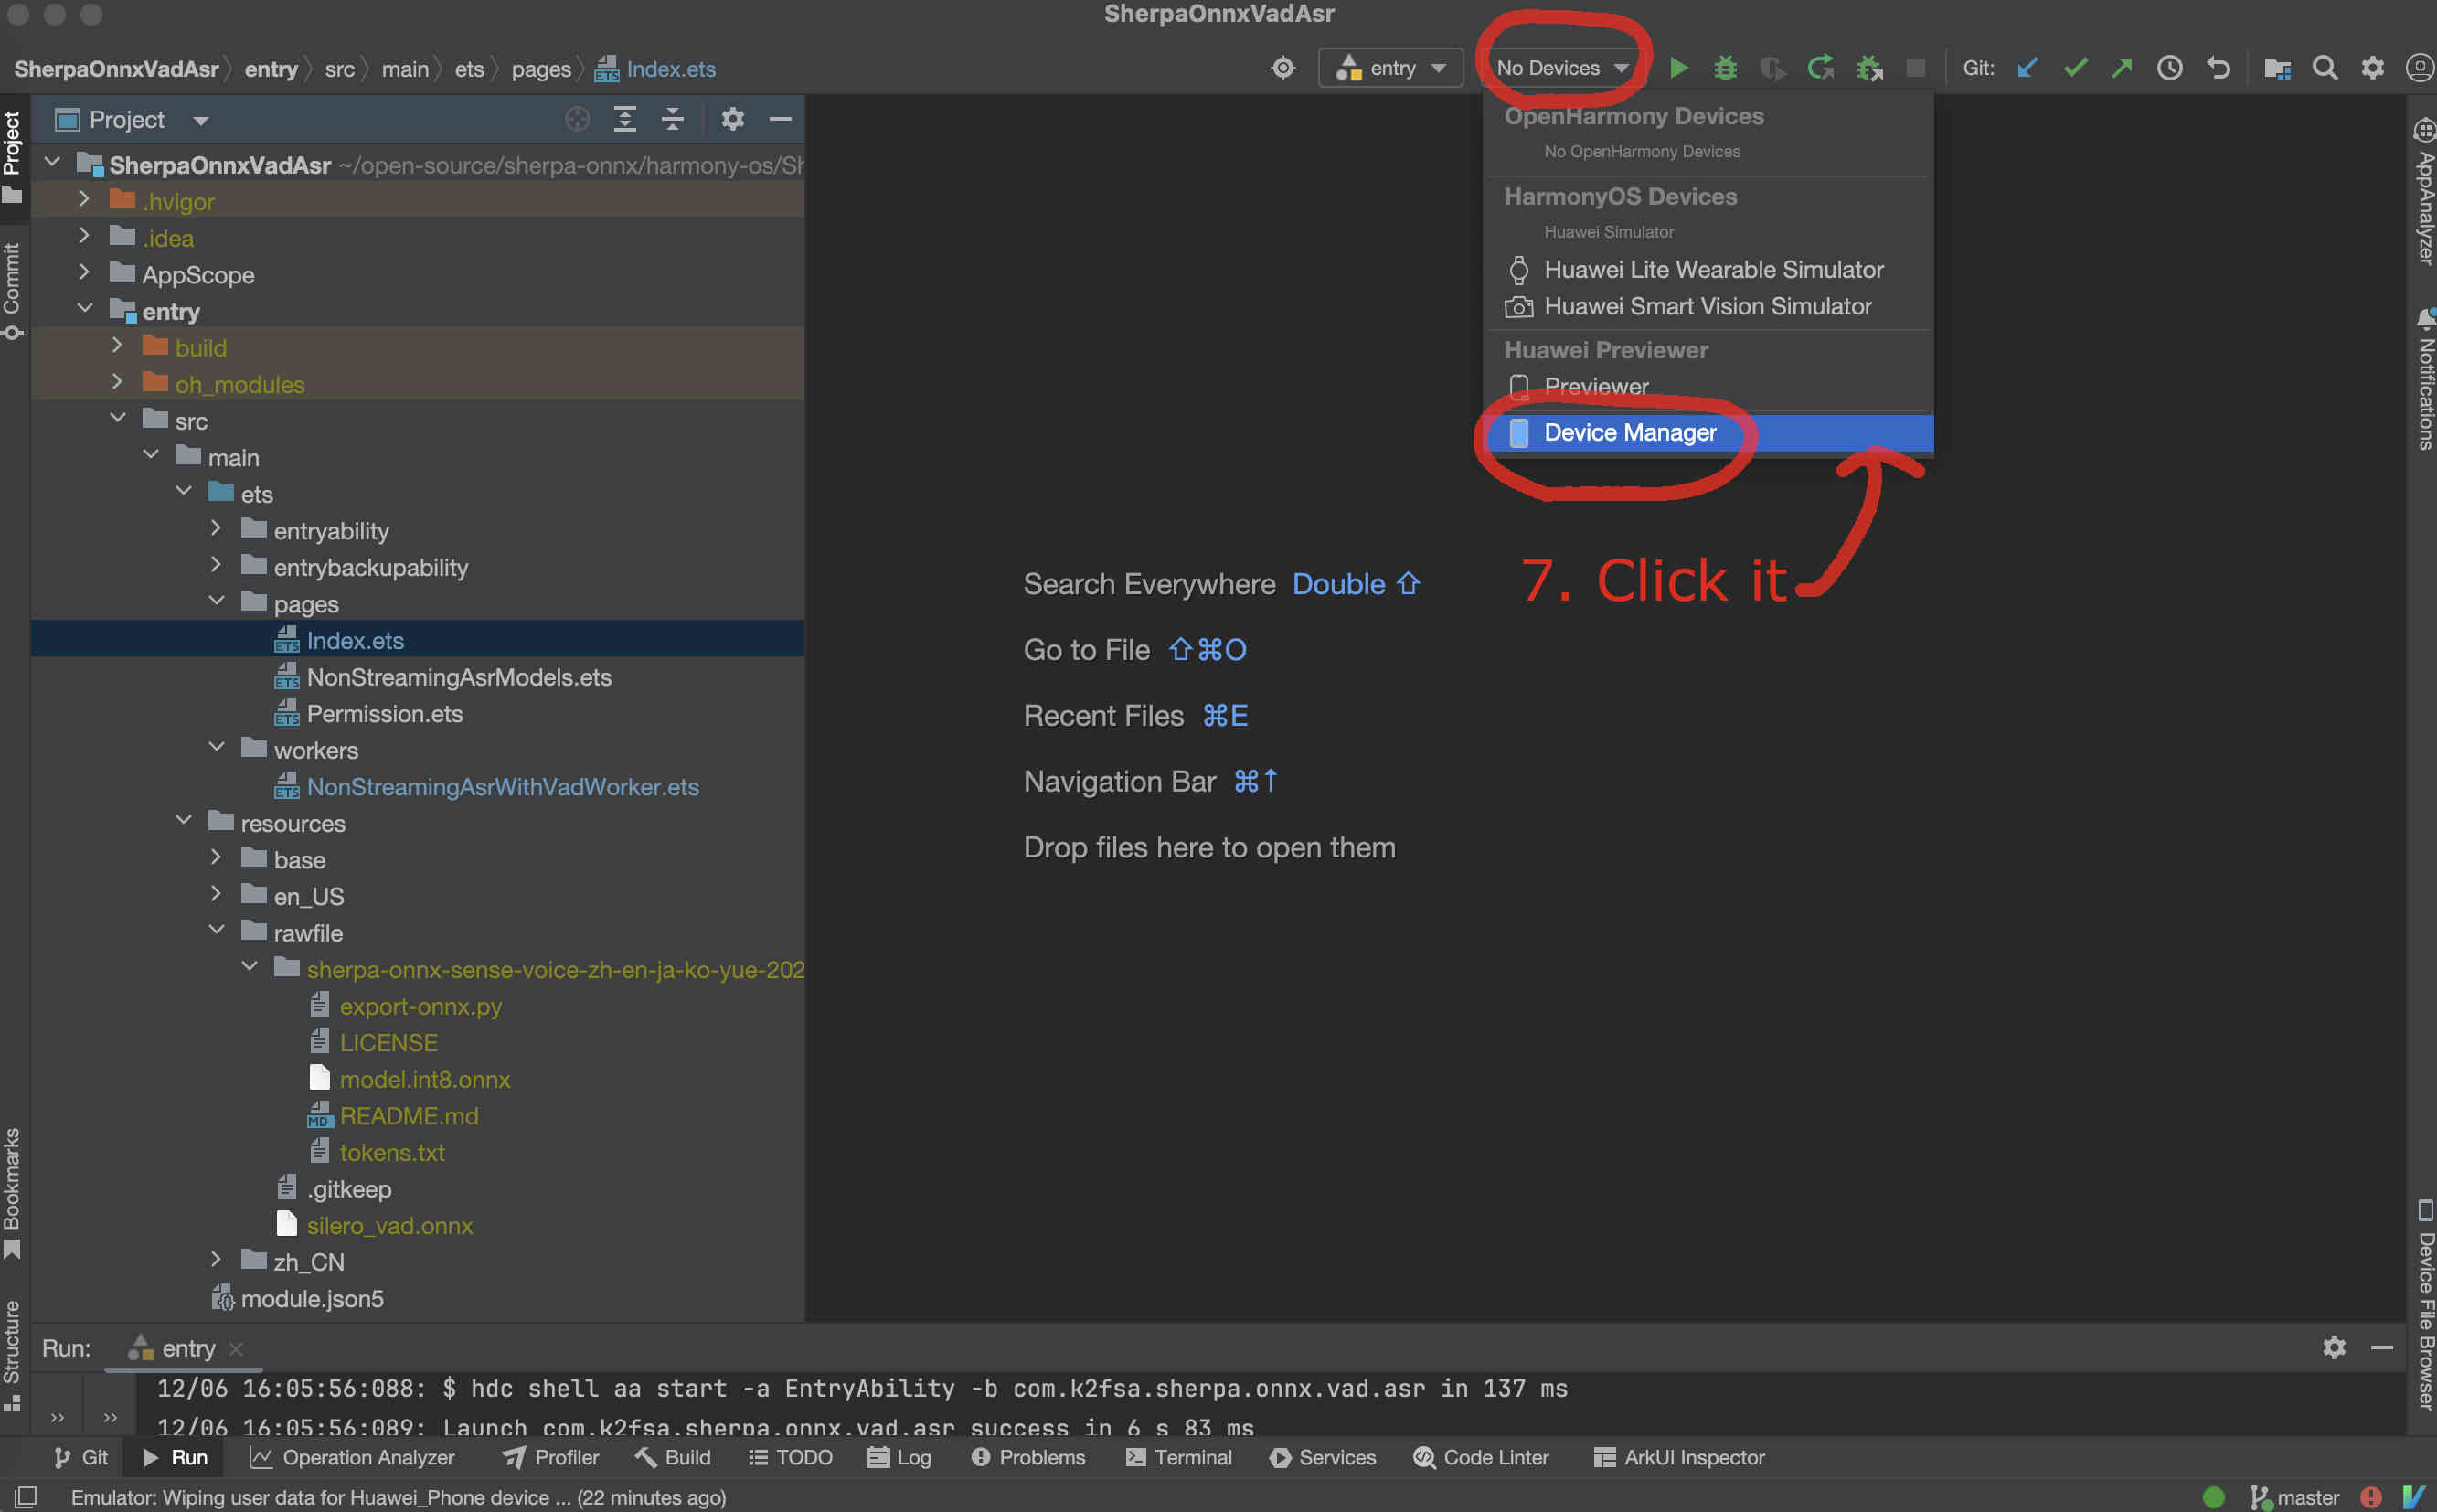 SherpaOnnxVadAsr
SherpaOnnxVadAsr entry src main ets pages Index.ets
entry
No Devices
Git:
Project
Project
Commit
Bookmarks
Structure
SherpaOnnxVadAsr ~/open-source/sherpa-onnx/harmony-os/Sh
.hvigor
.idea
AppScope
entry
build
oh_modules
src
main
ets
entryability
entrybackupability
pages
Index.ets
NonStreamingAsrModels.ets
Permission.ets
workers
NonStreamingAsrWithVadWorker.ets
resources
base
en_US
rawfile
sherpa-onnx-sense-voice-zh-en-ja-ko-yue-202
export-onnx.py
LICENSE
model.int8.onnx
README.md
tokens.txt
.gitkeep
silero_vad.onnx
zh_CN
module.json5
OpenHarmony Devices
No OpenHarmony Devices
HarmonyOS Devices
Huawei Simulator
Huawei Lite Wearable Simulator
Huawei Smart Vision Simulator
Huawei Previewer
Previewer
Device Manager
7. Click it
Search Everywhere Double ⇧
Go to File ⇧⌘O
Recent Files ⌘E
Navigation Bar ⌘↑
Drop files here to open them
AppAnalyzer
Notifications
Device File Browser
Run: entry
12/06 16:05:56:088: $ hdc shell aa start -a EntryAbility -b com.k2fsa.sherpa.onnx.vad.asr in 137 ms
12/06 16:05:56:089: Launch com.k2fsa.sherpa.onnx.vad.asr success in 6 s 83 ms
Git Run Operation Analyzer Profiler Build TODO Log Problems Terminal Services Code Linter ArkUI Inspector
Emulator: Wiping user data for Huawei_Phone device ... (22 minutes ago)
master